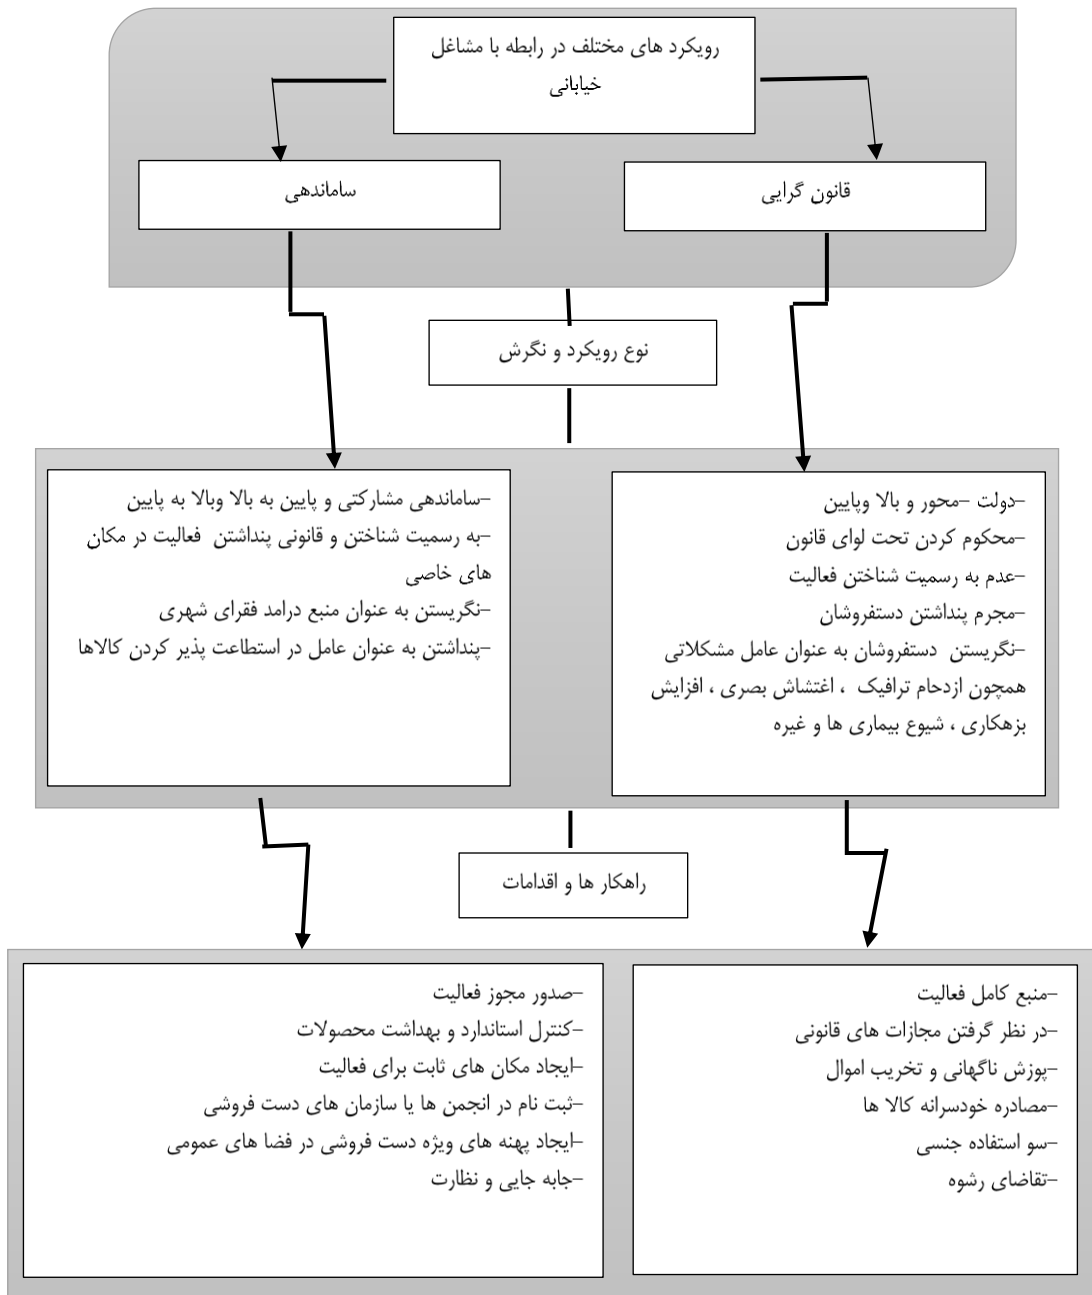 رویکرد های مختلف در رابطه با مشاغل
خیابانی
قانون گرایی
ساماندهی
نوع رویکرد و نگرش
-دولت -محور و بالا وپایین
-محکوم کردن تحت لوای قانون
-عدم به رسمیت شناختن فعالیت
-مجرم پنداشتن دستفروشان
-نگریستن دستفروشان به عنوان عامل مشکلاتی
همچون ازدحام ترافیک ، اغتشاش بصری ، افزایش
بزهکاری ، شیوع بیماری ها و غیره
-ساماندهی مشارکتی و پایین به بالا وبالا به پایین
-به رسمیت شناختن و قانونی پنداشتن فعالیت در مکان
های خاصی
-نگریستن به عنوان منبع درامد فقرای شهری
-پنداشتن به عنوان عامل در استطاعت پذیر کردن کالاها
راهکار ها و اقدامات
-منبع کامل فعالیت
-در نظر گرفتن مجازات های قانونی
-پوزش ناگهانی و تخریب اموال
-مصادره خودسرانه کالا ها
-سو استفاده جنسی
-تقاضای رشوه
-صدور مجوز فعالیت
-کنترل استاندارد و بهداشت محصولات
-ایجاد مکان های ثابت برای فعالیت
-ثبت نام در انجمن ها یا سازمان های دست فروشی
-ایجاد پهنه های ویژه دست فروشی در فضا های عمومی
-جابه جایی و نظارت